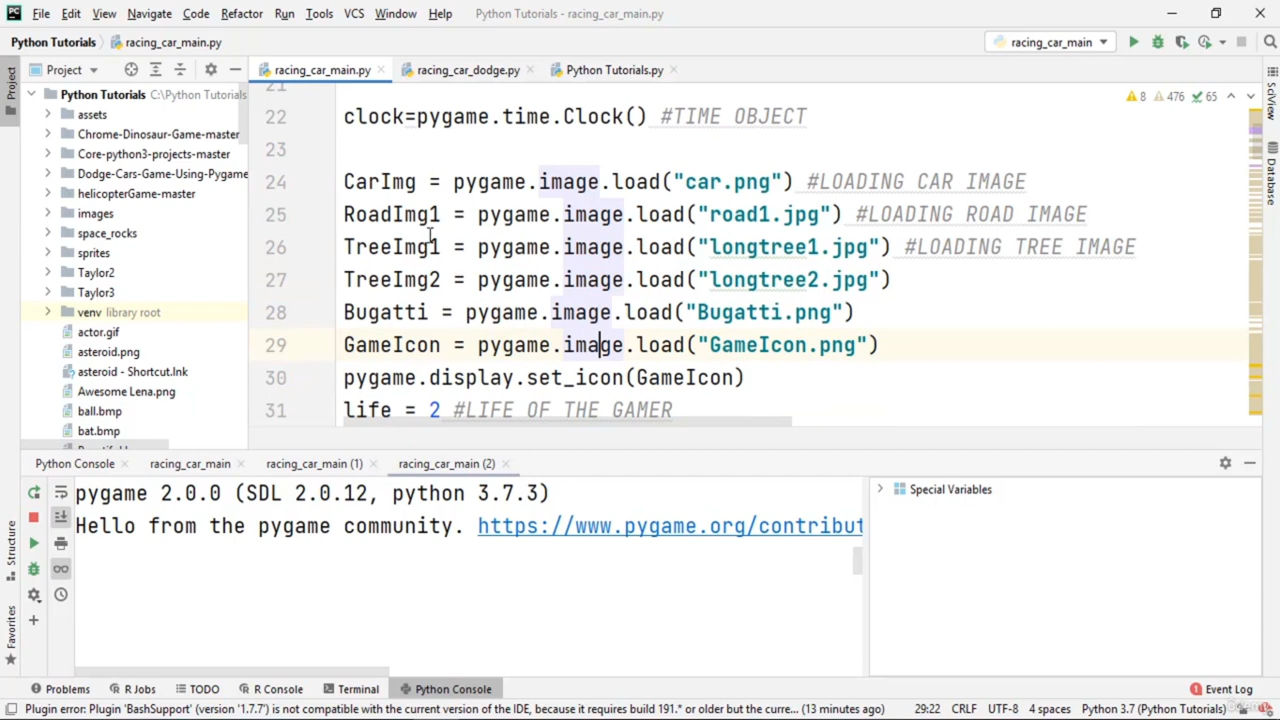 PC File Edit View Navigate Code Refactor Run Tools VCS Window Help Python Tutorials - racing_car_main.py
Python Tutorials racing_car_main.py racing_car_main
Project racing_car_main.py racing_car_dodge.py Python Tutorials.py
Project
SciView
Database
Structure
Favorites
Python Tutorials C:\Python Tutorials
assets
Chrome-Dinosaur-Game-master
Core-python3-projects-master
Dodge-Cars-Game-Using-Pygame
helicopterGame-master
images
space_rocks
sprites
Taylor2
Taylor3
venv library root
actor.gif
asteroid.png
asteroid - Shortcut.lnk
Awesome Lena.png
ball.bmp
bat.bmp
8 476 65
21
22 clock=pygame.time.Clock() #TIME OBJECT
23
24 CarImg = pygame.image.load("car.png") #LOADING CAR IMAGE
25 RoadImg1 = pygame.image.load("road1.jpg") #LOADING ROAD IMAGE
26 TreeImg1 = pygame.image.load("longtree1.jpg") #LOADING TREE IMAGE
27 TreeImg2 = pygame.image.load("longtree2.jpg")
28 Bugatti = pygame.image.load("Bugatti.png")
29 GameIcon = pygame.image.load("GameIcon.png")
30 pygame.display.set_icon(GameIcon)
31 life = 2 #LIFE OF THE GAMER
Python Console racing_car_main racing_car_main (1) racing_car_main (2)
pygame 2.0.0 (SDL 2.0.12, python 3.7.3)
Hello from the pygame community. https://www.pygame.org/contribut
Special Variables
Problems R Jobs TODO R Console Terminal Python Console Event Log
Plugin error: Plugin 'BashSupport' (version '1.7.7') is not compatible with the current version of the IDE, because it requires build 191.* or older but the curre... (13 minutes ago) 29:22 CRLF UTF-8 4 spaces Python 3.7 (Python Tutorials)